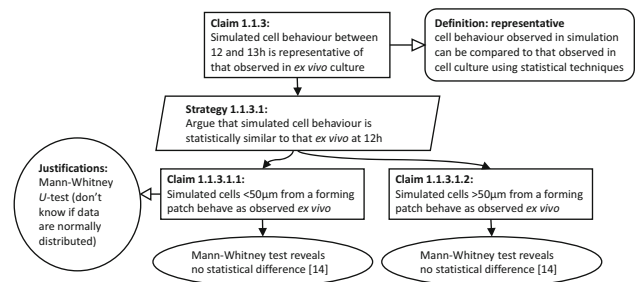 Claim 1.1.3:
Simulated cell behaviour between
12 and 13h is representative of
that observed in ex vivo culture
Definition: representative
cell behaviour observed in simulation
can be compared to that observed in
cell culture using statistical techniques
Strategy 1.1.3.1:
Argue that simulated cell behaviour is
statistically similar to that ex vivo at 12h
Justifications:
Mann-Whitney
U-test (don't
know if data
are normally
distributed)
Claim 1.1.3.1.1:
Simulated cells <50μm from a forming
patch behave as observed ex vivo
Claim 1.1.3.1.2:
Simulated cells >50μm from a forming
patch behave as observed ex vivo
Mann-Whitney test reveals
no statistical difference [14]
Mann-Whitney test reveals
no statistical difference [14]